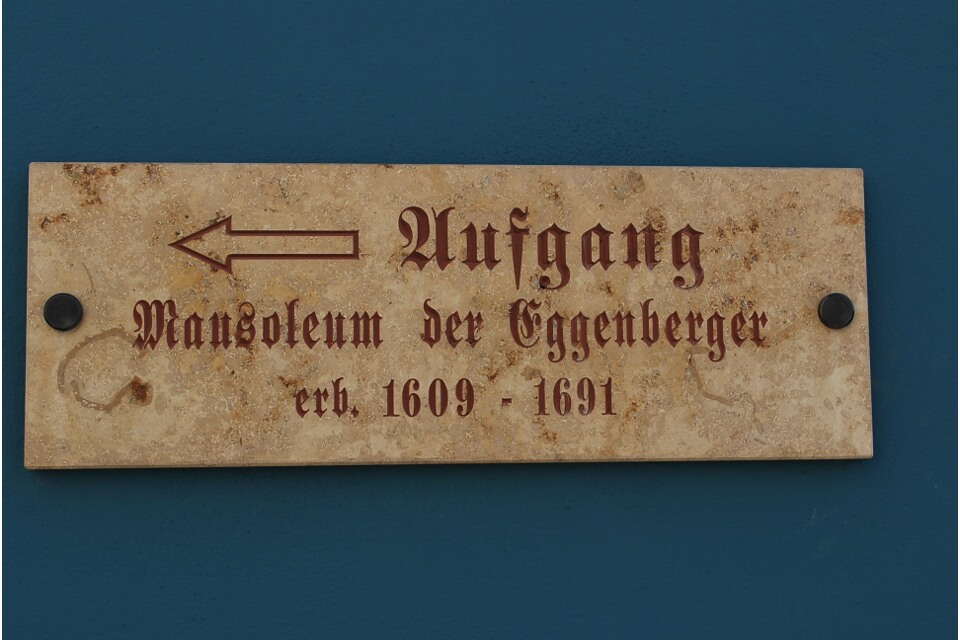 Aufgang
Mausoleum der Eggenberger
erb. 1609 - 1691